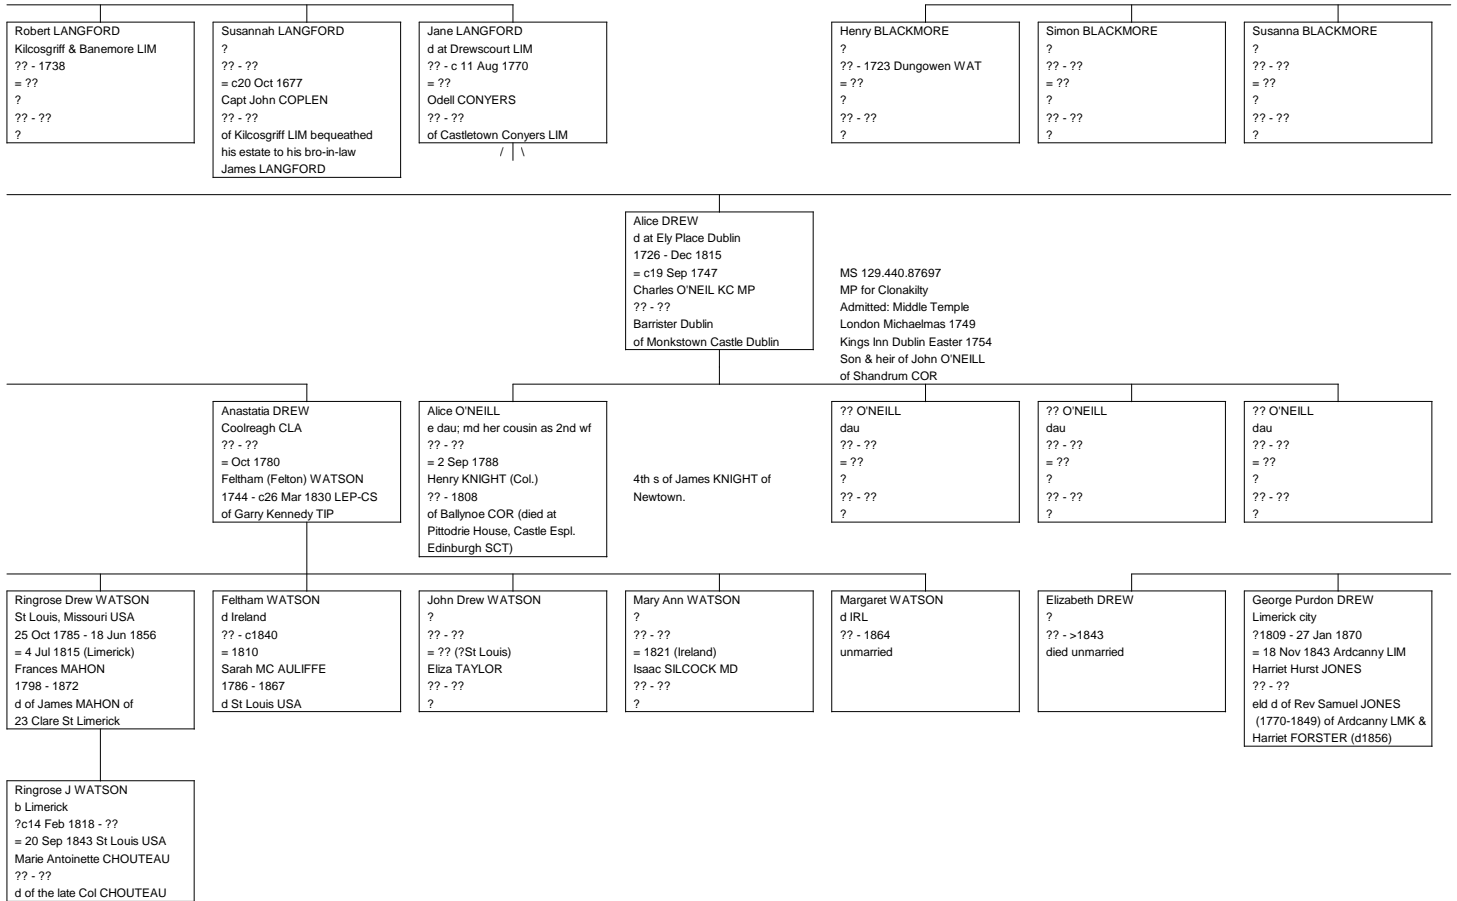 Robert LANGFORD
Kilcosgriff & Banemore LIM
?? - 1738
= ??
?
?? - ??
?
Susannah LANGFORD
?
?? - ??
= c20 Oct 1677
Capt John COPLEN
?? - ??
of Kilcosgriff LIM bequeathed
his estate to his bro-in-law
James LANGFORD
Jane LANGFORD
d at Drewscourt LIM
?? - c 11 Aug 1770
= ??
Odell CONYERS
?? - ??
of Castletown Conyers LIM
/ \
Henry BLACKMORE
?
?? - 1723 Dungowen WAT
= ??
?
?? - ??
?
Simon BLACKMORE
?
?? - ??
= ??
?
?? - ??
?
Susanna BLACKMORE
?
?? - ??
= ??
?
?? - ??
?
Alice DREW
d at Ely Place Dublin
1726 - Dec 1815
= c19 Sep 1747
Charles O'NEIL KC MP
?? - ??
Barrister Dublin
of Monkstown Castle Dublin
MS 129.440.87697
MP for Clonakilty
Admitted: Middle Temple
London Michaelmas 1749
Kings Inn Dublin Easter 1754
Son & heir of John O'NEILL
of Shandrum COR
Anastatia DREW
Coolreagh CLA
?? - ??
= Oct 1780
Feltham (Felton) WATSON
1744 - c26 Mar 1830 LEP-CS
of Garry Kennedy TIP
Alice O'NEILL
e dau; md her cousin as 2nd wf
?? - ??
= 2 Sep 1788
Henry KNIGHT (Col.)
?? - 1808
of Ballynoe COR (died at
Pittodrie House, Castle Espl.
Edinburgh SCT)
4th s of James KNIGHT of
Newtown.
?? O'NEILL
dau
?? - ??
= ??
?
?? - ??
?
?? O'NEILL
dau
?? - ??
= ??
?
?? - ??
?
?? O'NEILL
dau
?? - ??
= ??
?
?? - ??
?
Ringrose Drew WATSON
St Louis, Missouri USA
25 Oct 1785 - 18 Jun 1856
= 4 Jul 1815 (Limerick)
Frances MAHON
1798 - 1872
d of James MAHON of
23 Clare St Limerick
Feltham WATSON
d Ireland
?? - c1840
= 1810
Sarah MC AULIFFE
1786 - 1867
d St Louis USA
John Drew WATSON
?
?? - ??
= ?? (?St Louis)
Eliza TAYLOR
?? - ??
?
Mary Ann WATSON
?
?? - ??
= 1821 (Ireland)
Isaac SILCOCK MD
?? - ??
?
Margaret WATSON
d IRL
?? - 1864
unmarried
Elizabeth DREW
?
?? - >1843
died unmarried
George Purdon DREW
Limerick city
?1809 - 27 Jan 1870
= 18 Nov 1843 Ardcanny LIM
Harriet Hurst JONES
?? - ??
eld d of Rev Samuel JONES
(1770-1849) of Ardcanny LMK &
Harriet FORSTER (d1856)
Ringrose J WATSON
b Limerick
?c14 Feb 1818 - ??
= 20 Sep 1843 St Louis USA
Marie Antoinette CHOUTEAU
?? - ??
d of the late Col CHOUTEAU